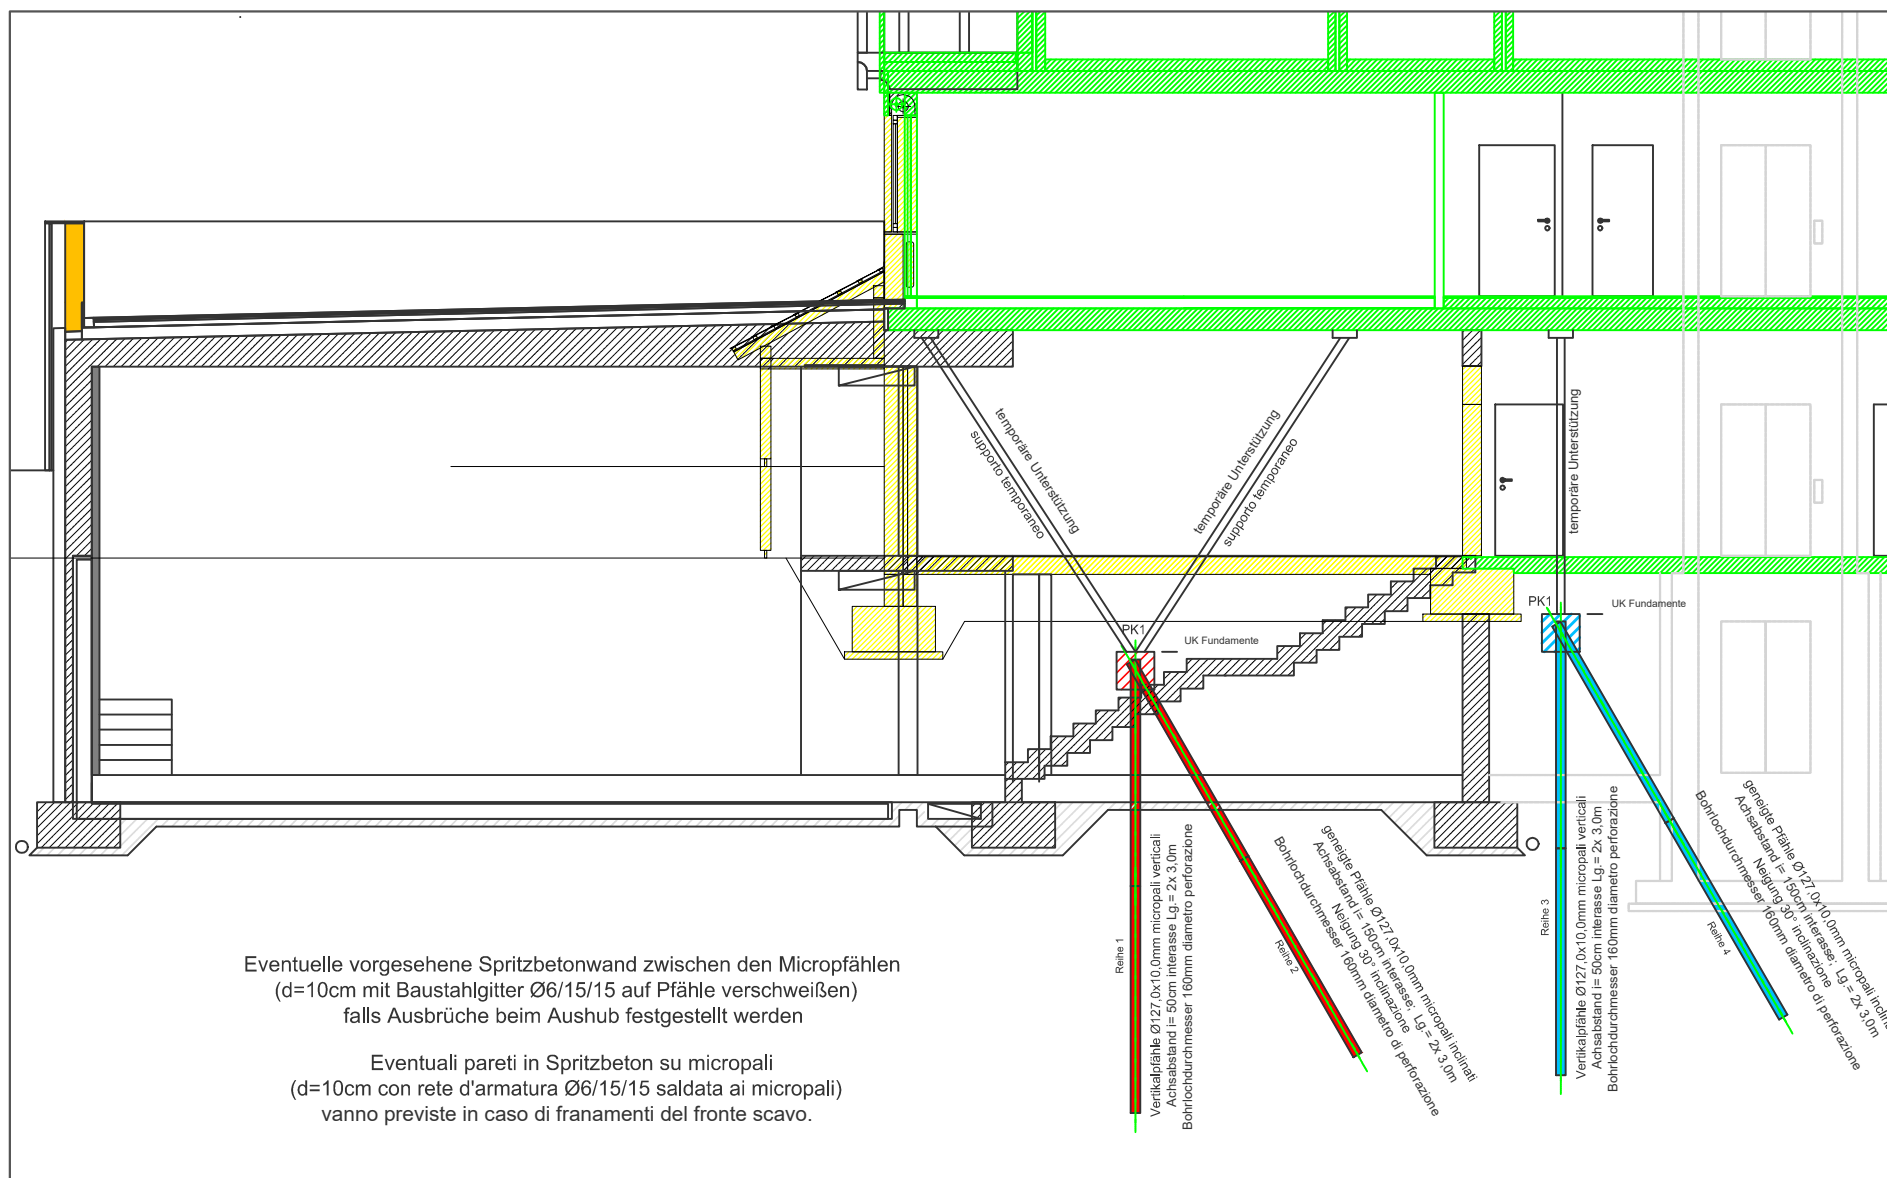 temporäre Unterstützung
supporto temporaneo
temporäre Unterstützung
supporto temporaneo
temporäre Unterstützung
PK1
UK Fundamente
PK1
UK Fundamente
Reihe 1
Vertikalpfähle Ø127,0x10,0mm micropali verticali
Achsabstand i= 50cm interasse Lg.= 2x 3,0m
Bohrlochdurchmesser 160mm diametro perforazione
Reihe 2
geneigte Pfähle Ø127,0x10,0mm micropali inclinati
Achsabstand i= 150cm interasse; Lg.= 2x 3,0m
Neigung 30° inclinazione
Bohrlochdurchmesser 160mm diametro di perforazione
Reihe 3
Vertikalpfähle Ø127,0x10,0mm micropali verticali
Achsabstand i= 50cm interasse Lg.= 2x 3,0m
Bohrlochdurchmesser 160mm diametro perforazione
Reihe 4
geneigte Pfähle Ø127,0x10,0mm micropali
Achsabstand i= 150cm interasse; Lg.= 2x 3,0m
Neigung 30° inclinazione
Bohrlochdurchmesser 160mm diametro di perforazione
Eventuelle vorgesehene Spritzbetonwand zwischen den Micropfählen
(d=10cm mit Baustahlgitter Ø6/15/15 auf Pfähle verschweißen)
falls Ausbrüche beim Aushub festgestellt werden
Eventuali pareti in Spritzbeton su micropali
(d=10cm con rete d'armatura Ø6/15/15 saldata ai micropali)
vanno previste in caso di franamenti del fronte scavo.